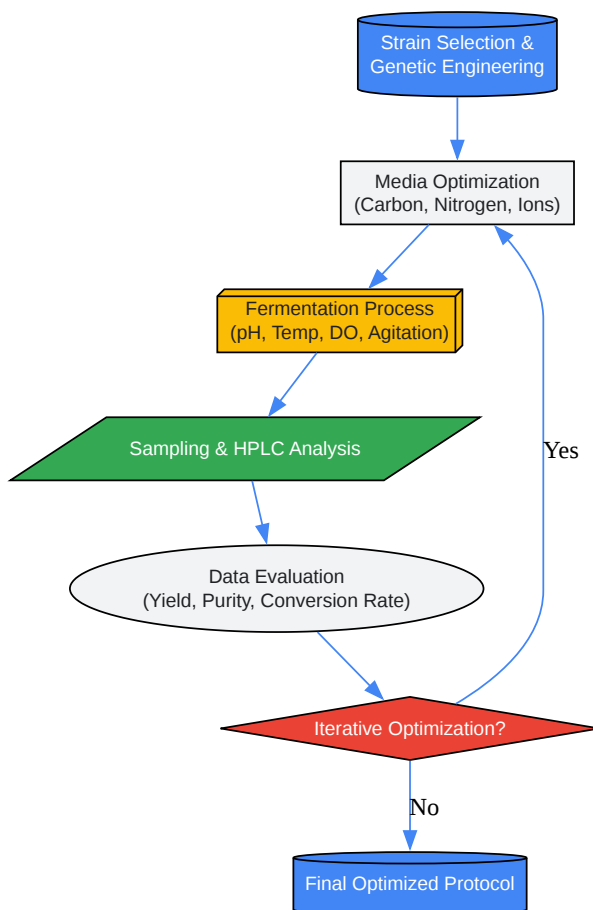 Strain Selection &
Genetic Engineering
Media Optimization
(Carbon, Nitrogen, Ions)
Fermentation Process
(pH, Temp, DO, Agitation)
Sampling & HPLC Analysis
Yes
Data Evaluation
(Yield, Purity, Conversion Rate)
Iterative Optimization?
No
Final Optimized Protocol